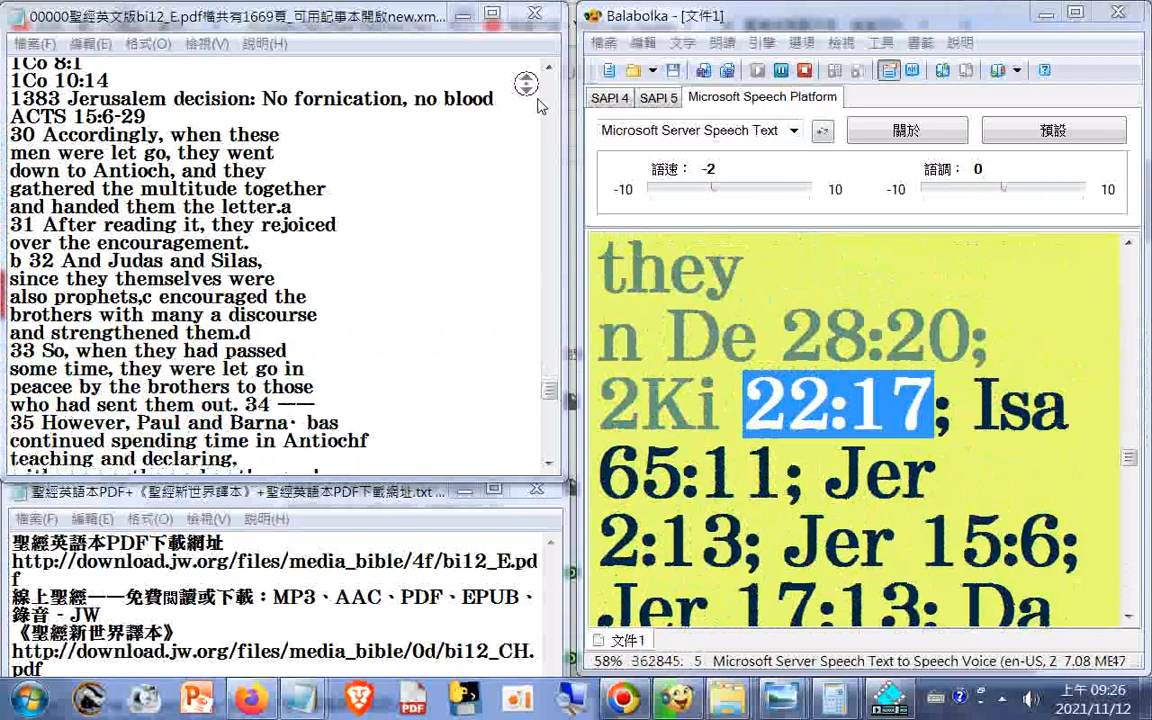 00000聖經英文版bi12_E.pdf檔共有1669頁_可用記事本開啟new.xm...
檔案(F) 編輯(E) 格式(O) 檢視(V) 說明(H)
1Co 8:1
1Co 10:14
1383 Jerusalem decision: No fornication, no blood
ACTS 15:6-29
30 Accordingly, when these
men were let go, they went
down to Antioch, and they
gathered the multitude together
and handed them the letter.a
31 After reading it, they rejoiced
over the encouragement.
b 32 And Judas and Silas,
since they themselves were
also prophets,c encouraged the
brothers with many a discourse
and strengthened them.d
33 So, when they had passed
some time, they were let go in
peacee by the brothers to those
who had sent them out. 34 ——
35 However, Paul and Barna· bas
continued spending time in Antiochf
teaching and declaring,
聖經英語本PDF+《聖經新世界譯本》+聖經英語本PDF下載網址.txt ...
檔案(F) 編輯(E) 格式(O) 檢視(V) 說明(H)
聖經英語本PDF下載網址
http://download.jw.org/files/media_bible/4f/bi12_E.pd
f
線上聖經——免費閱讀或下載：MP3、AAC、PDF、EPUB、
錄音 - JW
《聖經新世界譯本》
http://download.jw.org/files/media_bible/0d/bi12_CH.
pdf
Balabolka - [文件1]
檔案 編輯 文字 朗讀 引擎 選項 檢視 工具 書籤 說明
SAPI 4 SAPI 5 Microsoft Speech Platform
Microsoft Server Speech Text 關於 預設
語速： -2 語調： 0
-10 10 -10 10
they
n De 28:20;
2Ki 22:17; Isa
65:11; Jer
2:13; Jer 15:6;
Jer 17:13; Da
文件1
58% 362845: 5 Microsoft Server Speech Text to Speech Voice (en-US, Z 7.08 ME47
PDF
上午 09:26
2021/11/12